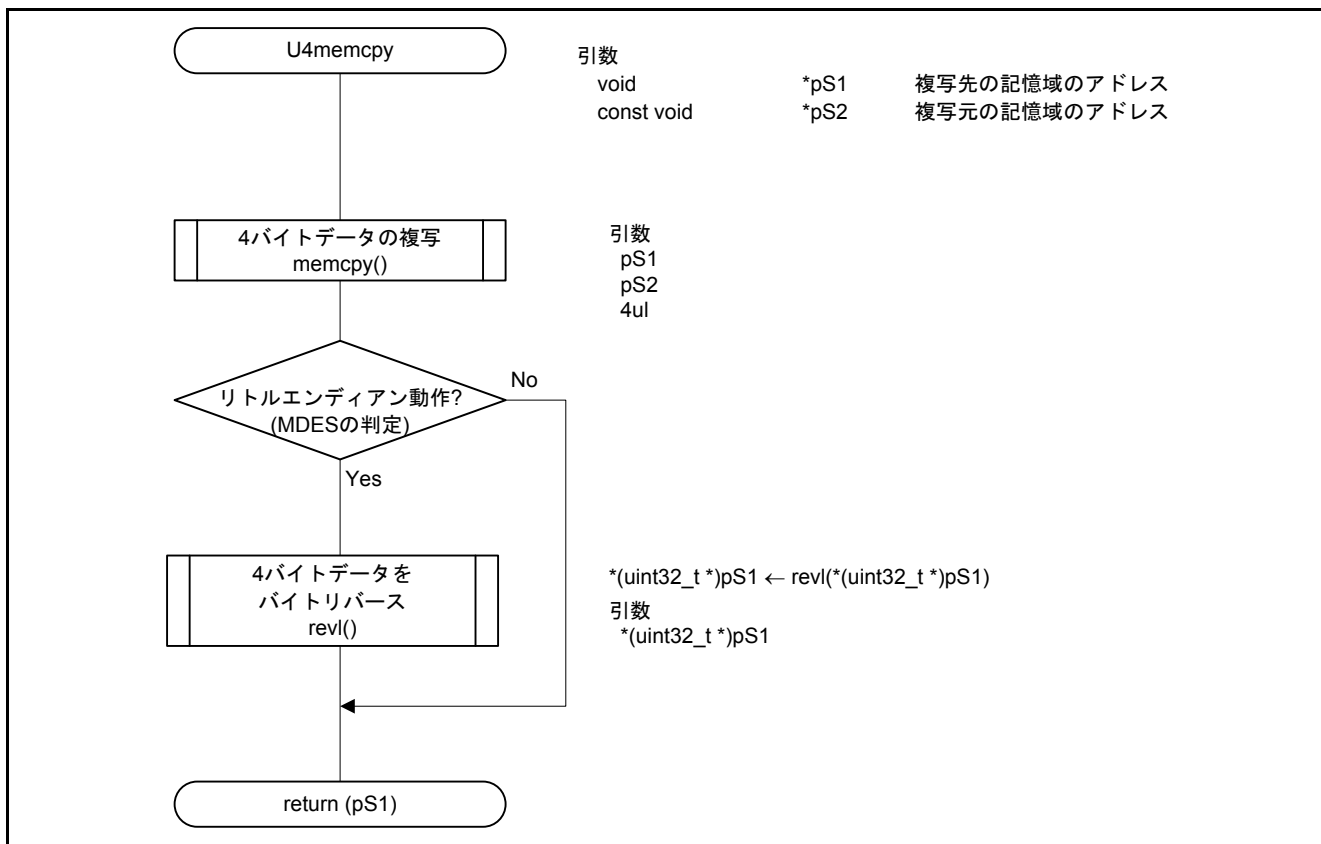 U4memcpy
引数
void *pS1 複写先の記憶域のアドレス
const void *pS2 複写元の記憶域のアドレス
4バイトデータの複写
memcpy()
引数
pS1
pS2
4ul
リトルエンディアン動作?
(MDESの判定)
No
Yes
4バイトデータを
バイトリバース
revl()
*(uint32_t *)pS1 ← revl(*(uint32_t *)pS1)
引数
*(uint32_t *)pS1
return (pS1)